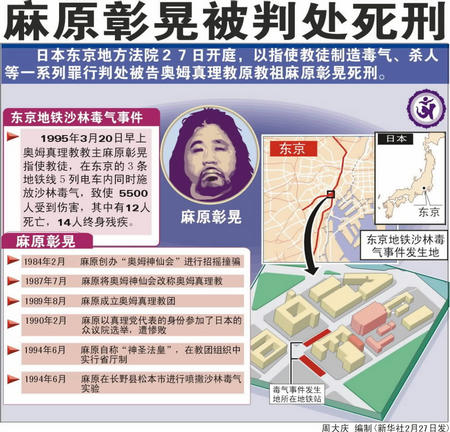 麻原彰晃被判处死刑
日本东京地方法院27日开庭,以指使教徒制造毒气、杀人
等一系列罪行判处被告奥姆真理教原教祖麻原彰晃死刑。
东京地铁沙林毒气事件
1995年3月20日早上
奥姆真理教教主麻原彰晃
指使教徒,在东京的3条
地铁线5列电车内同时施
放沙林毒气,致使 5500
人受到伤害,其中有12人
死亡,14人终身残疾。
麻原彰晃
东京
日本
东京
东京地铁沙林毒
气事件发生地
麻原彰晃
1984年2月 麻原创办“奥姆神仙会”进行招摇撞骗
1987年7月 麻原将奥姆神仙会改称奥姆真理教
1989年8月 麻原成立奥姆真理教团
1990年2月 麻原以真理党代表的身份参加了日本的
众议院选举,遭惨败
1994年6月 麻原自称“神圣法皇”,在教团组织中
实行省厅制
1994年6月 麻原在长野县松本市进行喷撒沙林毒气
实验
毒气事件发生
地所在地铁站
周大庆 编制(新华社2月27日发)